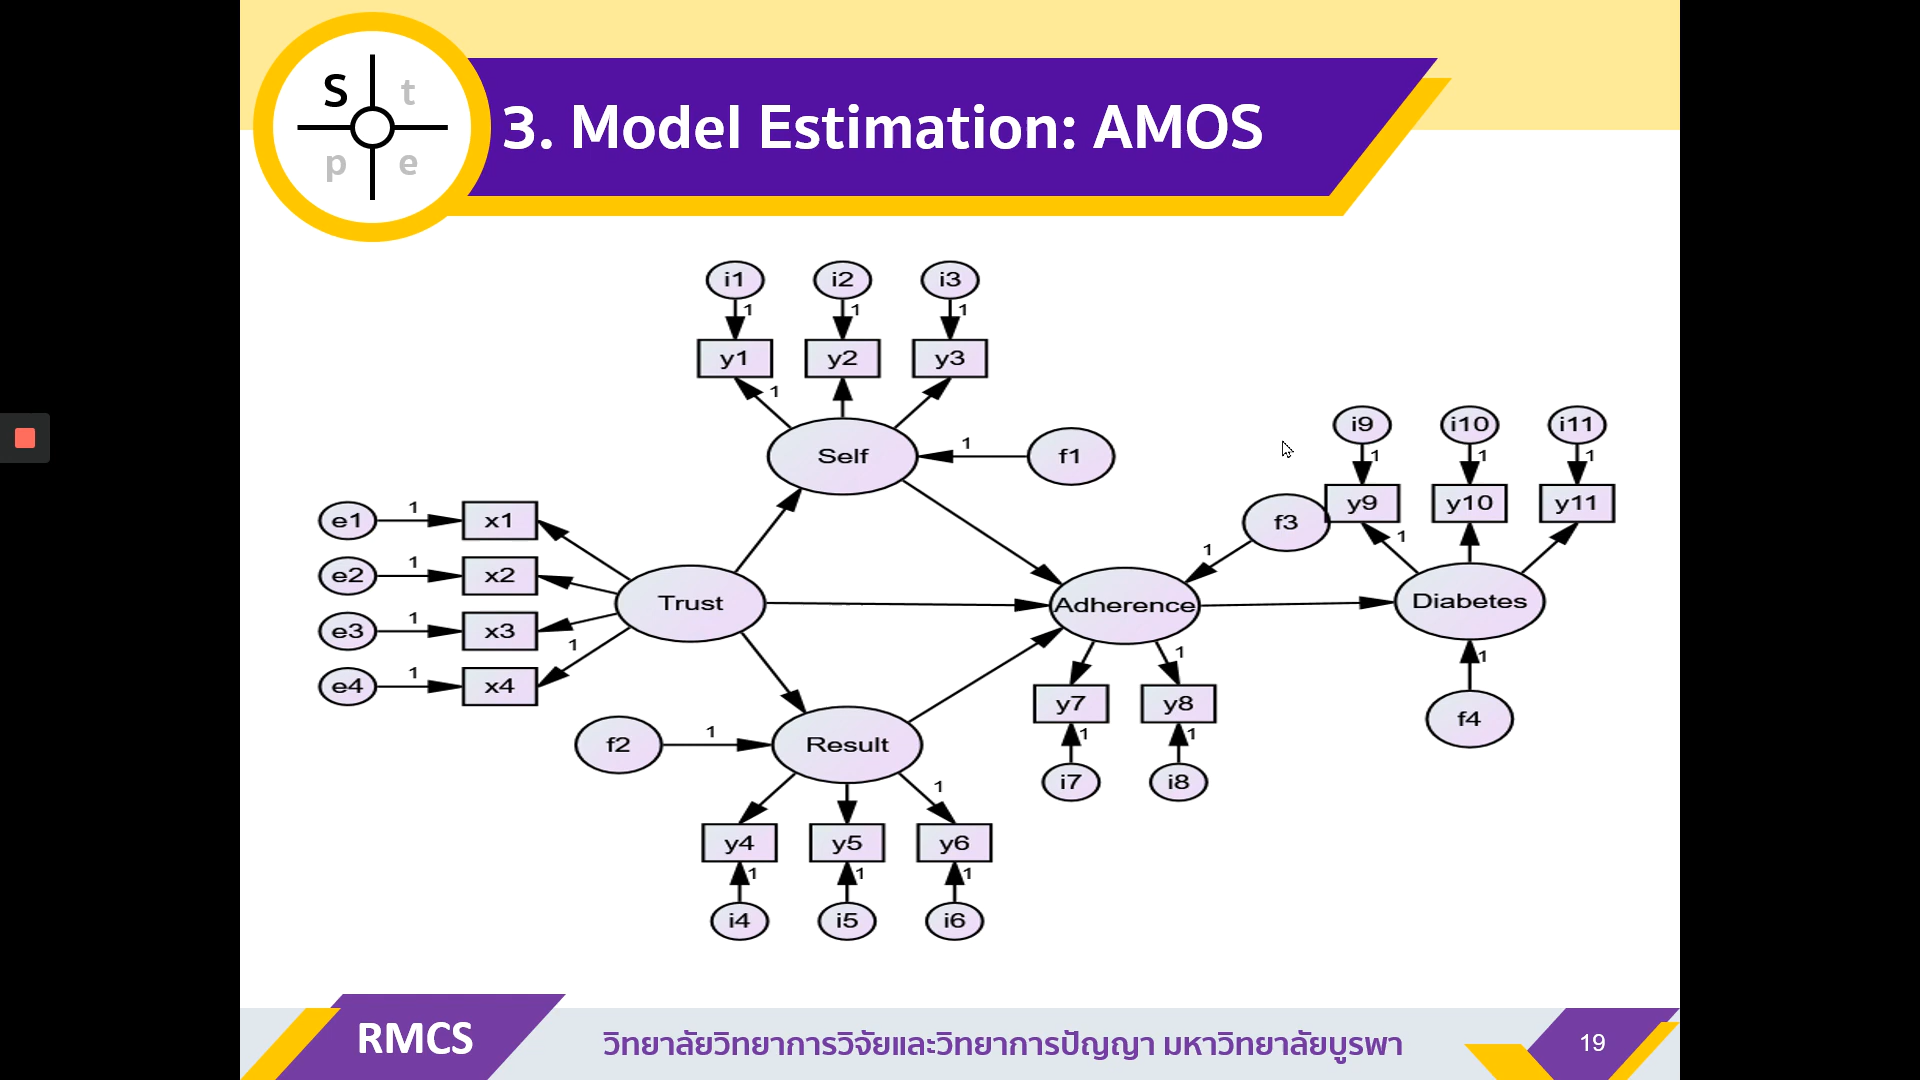 S t
p e
3. Model Estimation: AMOS
i1 i2 i3
1 1 1
y1 y2 y3
1
Self 1 f1
i9 i10 i11
1 1 1
y9 y10 y11
f3
1
1
e1 1 x1
e2 1 x2
e3 1 x3
e4 1 x4
1
Trust
Adherence
Diabetes
1
1
y7 y8
1 1
i7 i8
f4
f2 1 Result
1
y4 y5 y6
1 1 1
i4 i5 i6
RMCS
วิทยาลัยวิทยาการวิจัยและวิทยาการปัญญา มหาวิทยาลัยบูรพา
19